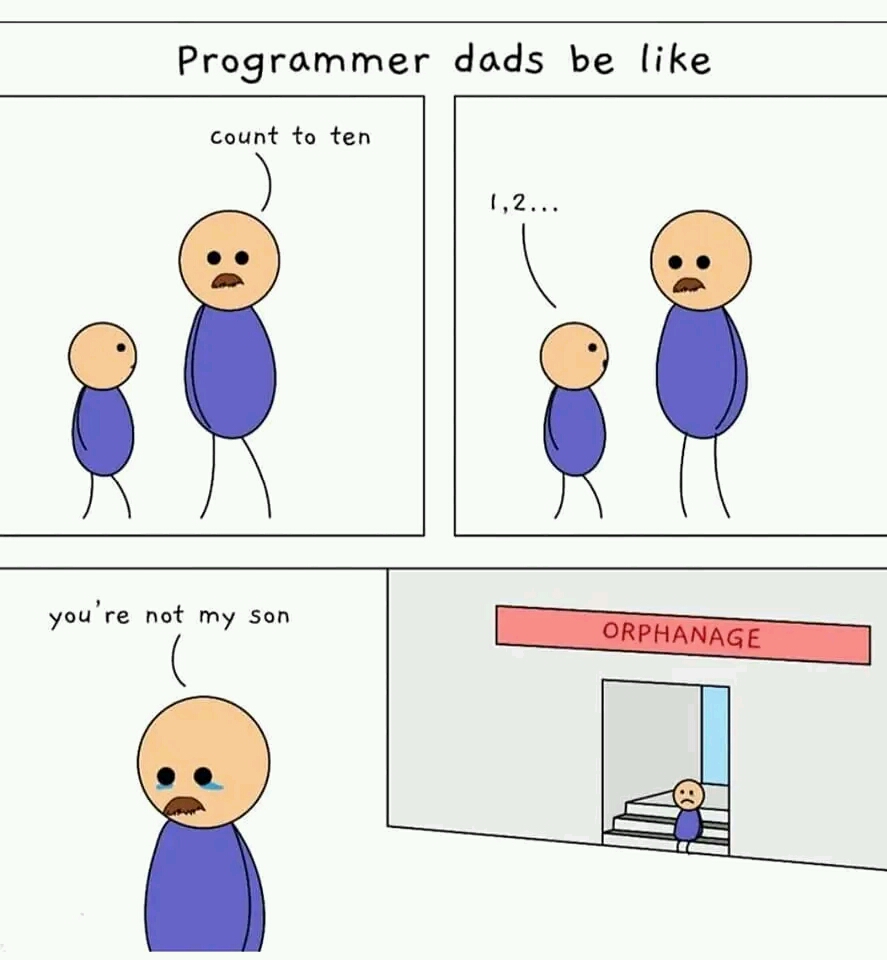 Programmer dads be like
count to ten
1,2...
you're not my son
ORPHANAGE